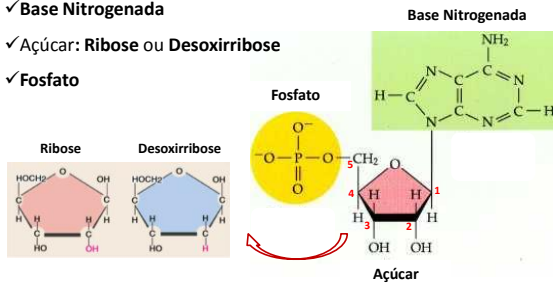 ✓Base Nitrogenada
✓Açúcar: Ribose ou Desoxirribose
✓Fosfato
Base Nitrogenada
NH₂
N
C
C
N
H—C
C
C—H
N
C
N
Fosfato
O⁻
⁻O—P—O—CH₂
O
5
O
4
1
H
H
H
H
3
2
OH
OH
Açúcar
Ribose
Desoxirribose
HOCH₂
O
OH
C
C
H
H
H
H
C
C
HO
OH
HOCH₂
O
OH
C
C
H
H
H
H
C
C
HO
H